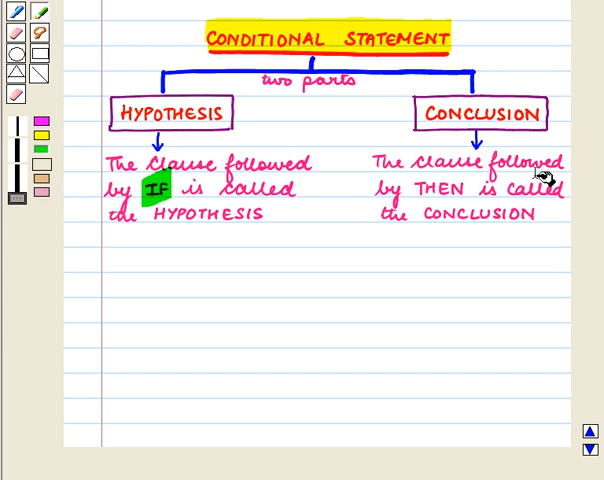 CONDITIONAL STATEMENT
two parts
HYPOTHESIS
CONCLUSION
The clause followed
by IF is called
the HYPOTHESIS
The clause followed
by THEN is called
the CONCLUSION